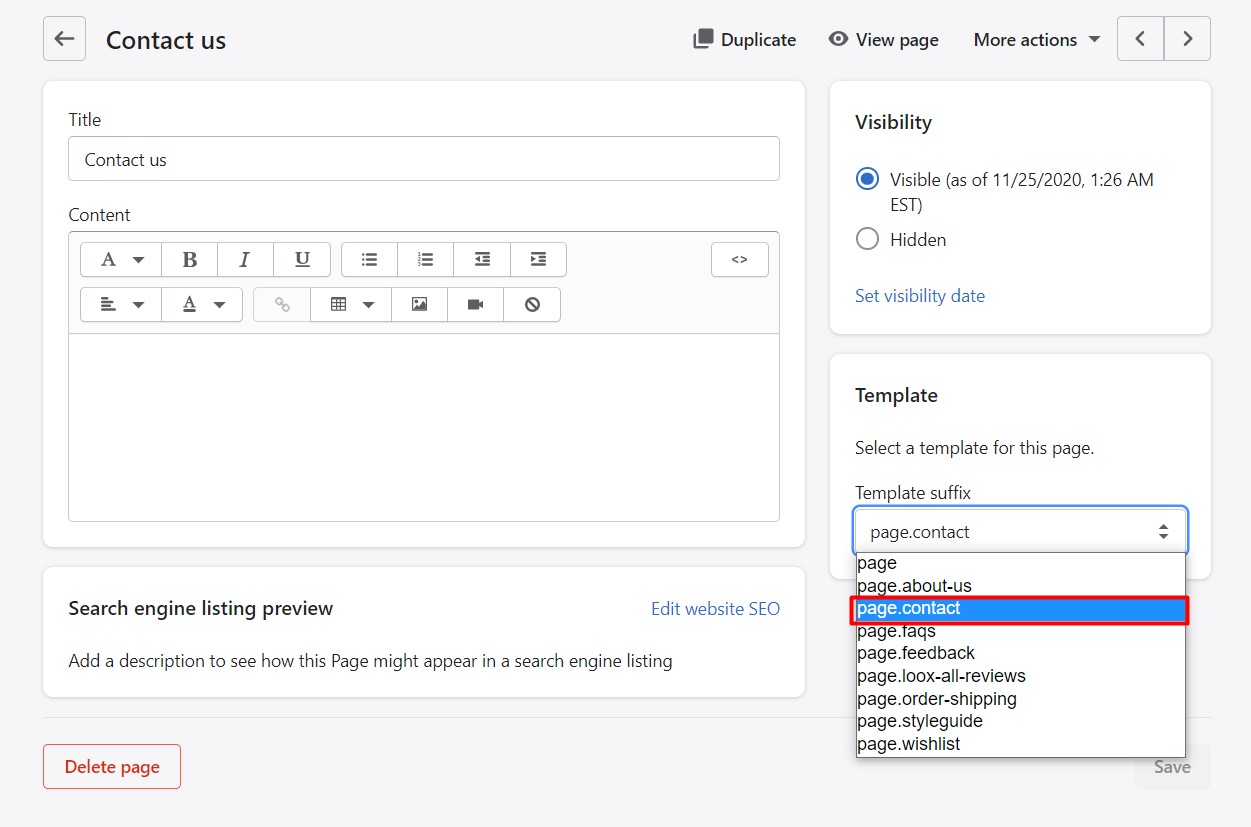 Contact us
Duplicate
View page
More actions
Title
Contact us
Content
A
B
I
U
<>
A
Search engine listing preview
Edit website SEO
Add a description to see how this Page might appear in a search engine listing
Delete page
Visibility
Visible (as of 11/25/2020, 1:26 AM
EST)
Hidden
Set visibility date
Template
Select a template for this page.
Template suffix
page.contact
page
page.about-us
page.contact
page.faqs
page.feedback
page.loox-all-reviews
page.order-shipping
page.styleguide
page.wishlist
Save